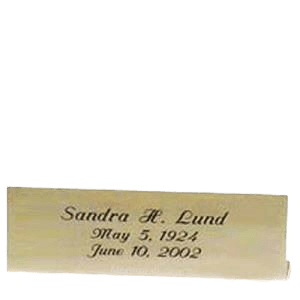 Sandra H. Lund
May 5, 1924
June 10, 2002